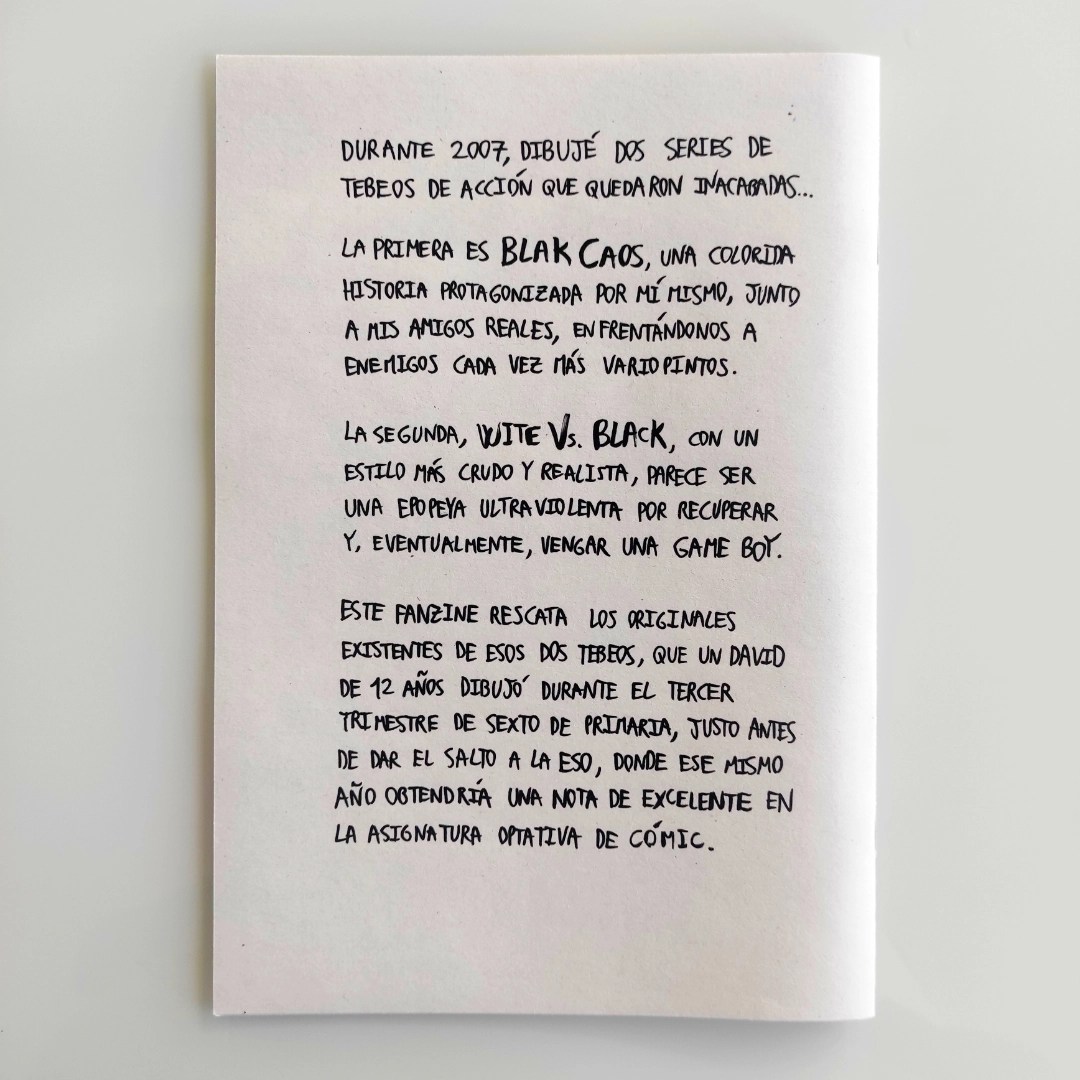 DURANTE 2007, DIBUJÉ DOS SERIES DE
TEBEOS DE ACCIÓN QUE QUEDARON INACABADAS...
LA PRIMERA ES BLAK CAOS, UNA COLORIDA
HISTORIA PROTAGONIZADA POR MÍ MISMO, JUNTO
A MIS AMIGOS REALES, ENFRENTÁNDONOS A
ENEMIGOS CADA VEZ MÁS VARIOPINTOS.
LA SEGUNDA, WITE Vs. BLACK, CON UN
ESTILO MÁS CRUDO Y REALISTA, PARECE SER
UNA EPOPEYA ULTRAVIOLENTA POR RECUPERAR
Y, EVENTUALMENTE, VENGAR UNA GAME BOY.
ESTE FANZINE RESCATA LOS ORIGINALES
EXISTENTES DE ESOS DOS TEBEOS, QUE UN DAVID
DE 12 AÑOS DIBUJÓ DURANTE EL TERCER
TRIMESTRE DE SEXTO DE PRIMARIA, JUSTO ANTES
DE DAR EL SALTO A LA ESO, DONDE ESE MISMO
AÑO OBTENDRÍA UNA NOTA DE EXCELENTE EN
LA ASIGNATURA OPTATIVA DE CÓMIC.